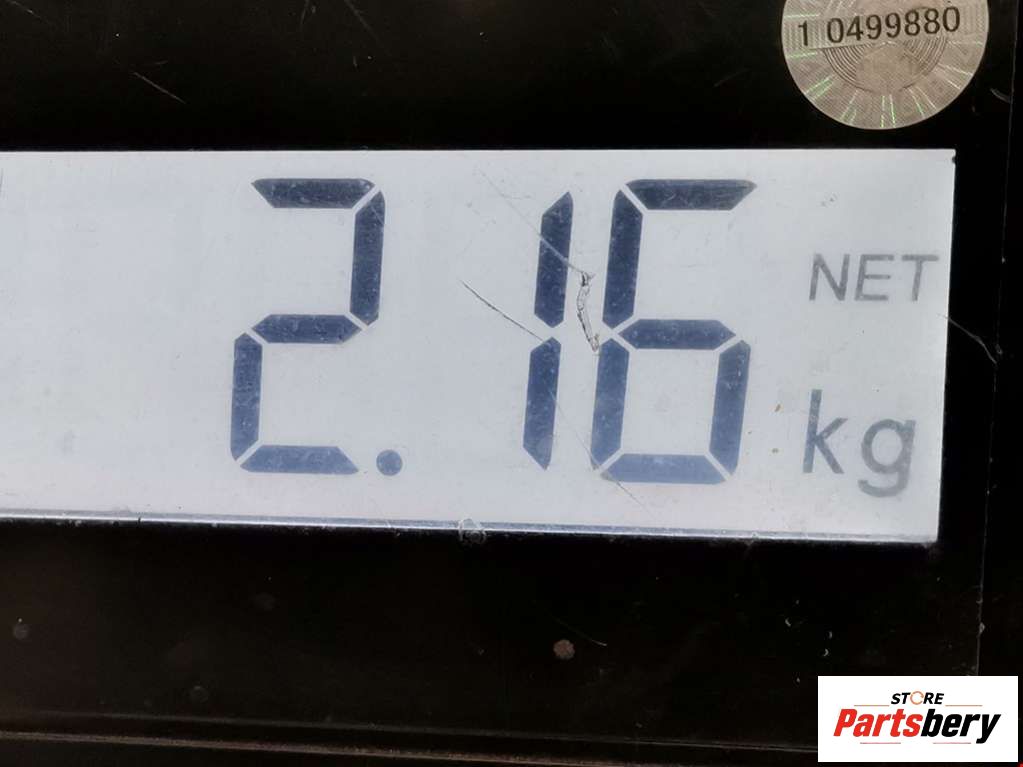 1 0499880
2.16
NET
kg
STORE
Partsbery